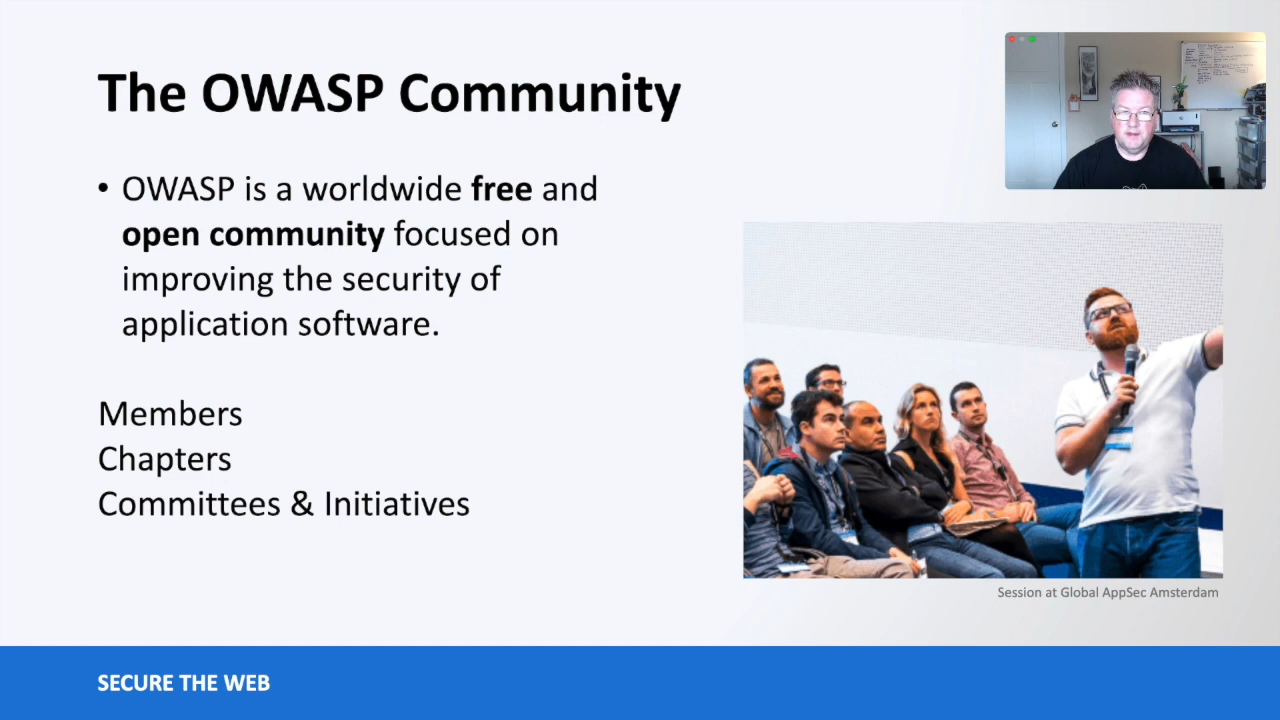 The OWASP Community
• OWASP is a worldwide free and
open community focused on
improving the security of
application software.
Members
Chapters
Committees & Initiatives
Session at Global AppSec Amsterdam
SECURE THE WEB